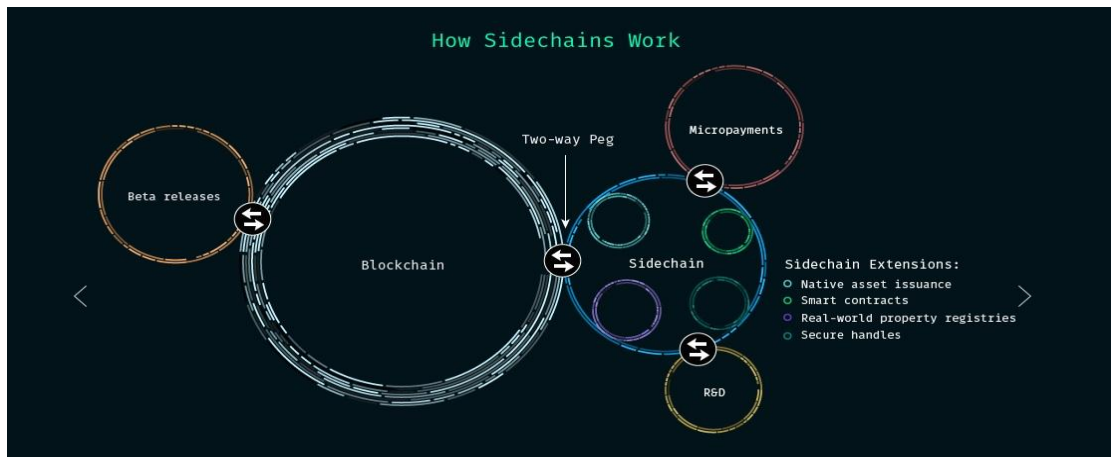 How Sidechains Work
Micropayments
Two-way Peg
Beta releases
Blockchain
Sidechain
Sidechain Extensions:
Native asset issuance
Smart contracts
Real-world property registries
Secure handles
R&D